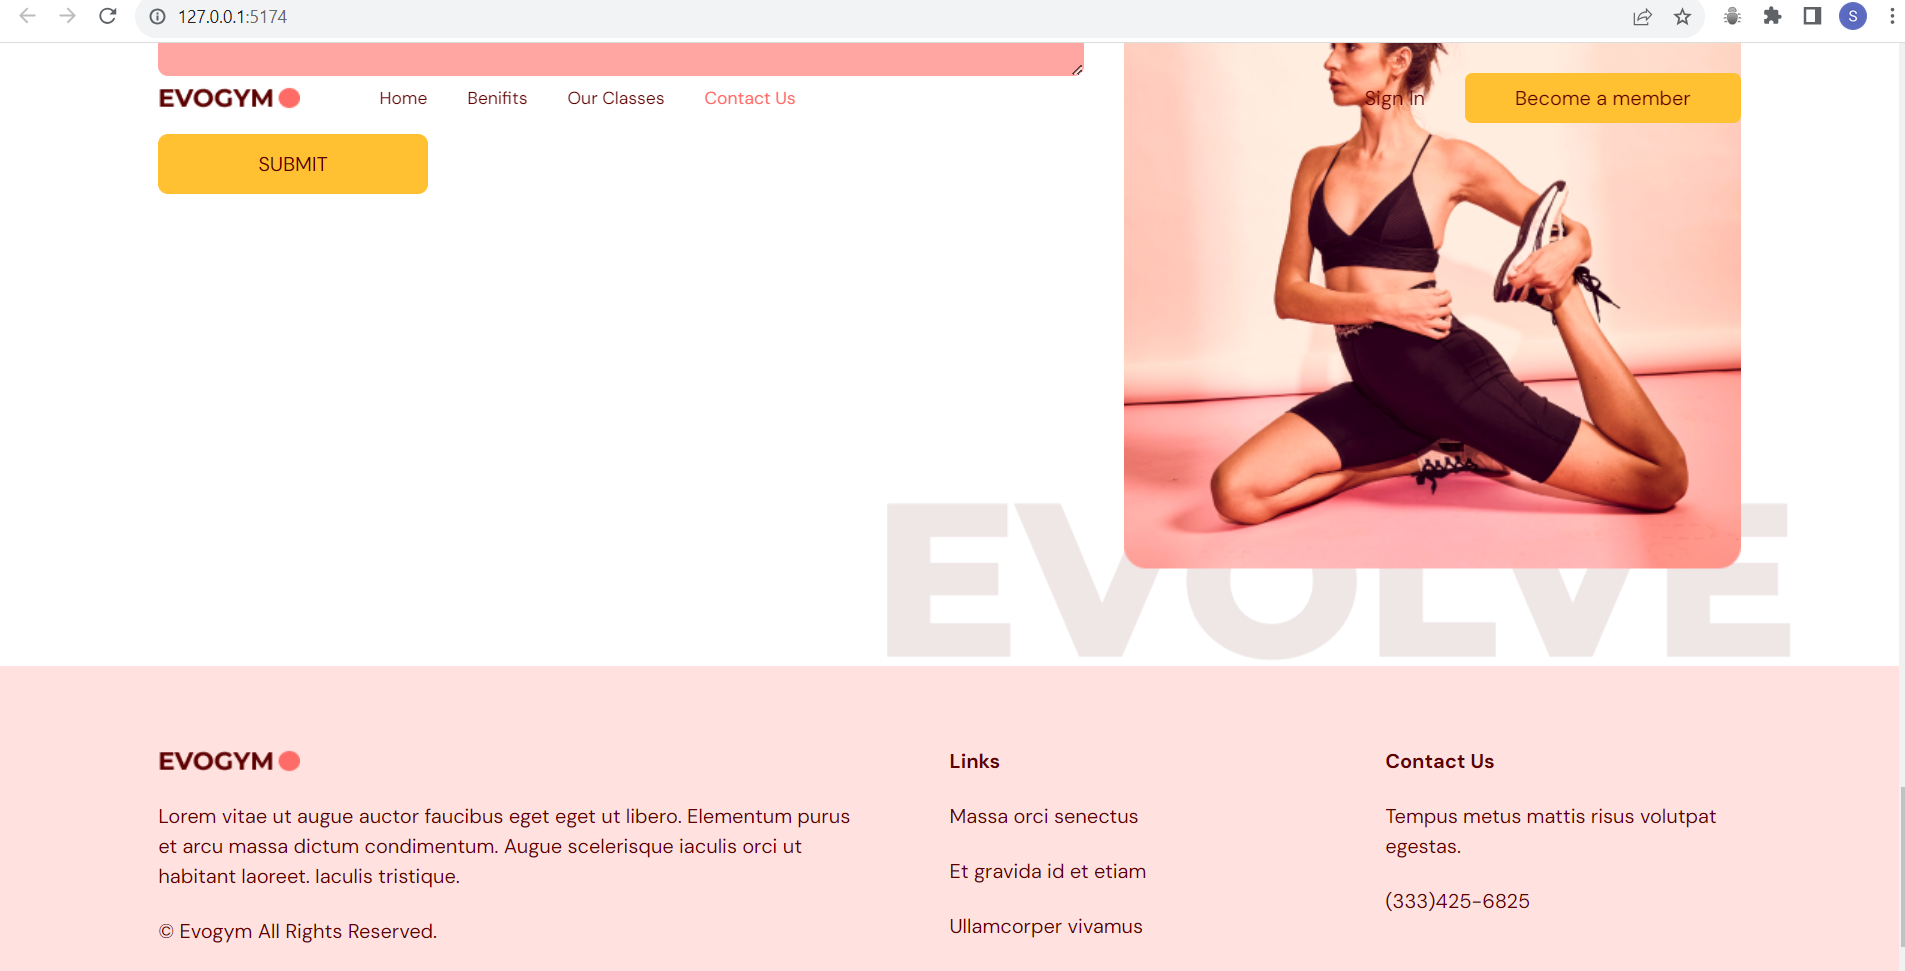 127.0.0.1:5174
S
EVOGYM
Home
Benifits
Our Classes
Contact Us
Sign In
Become a member
SUBMIT
EVOLVE
EVOGYM
Lorem vitae ut augue auctor faucibus eget eget ut libero. Elementum purus
et arcu massa dictum condimentum. Augue scelerisque iaculis orci ut
habitant laoreet. Iaculis tristique.
© Evogym All Rights Reserved.
Links
Massa orci senectus
Et gravida id et etiam
Ullamcorper vivamus
Contact Us
Tempus metus mattis risus volutpat
egestas.
(333)425-6825